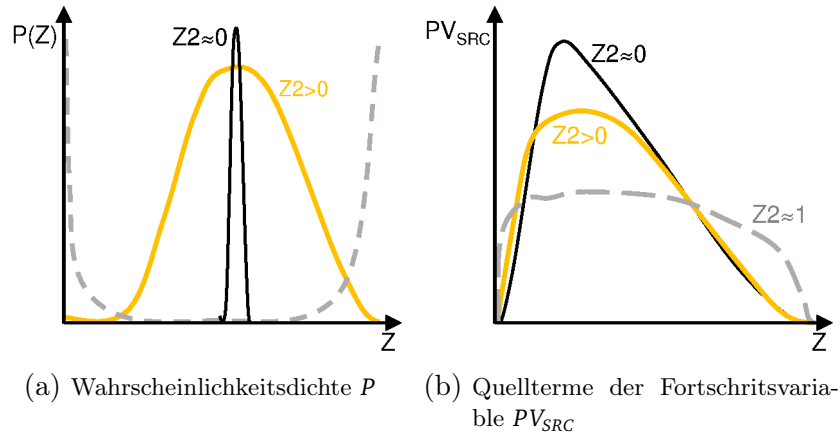 P(Z)
Z2≈0
Z2>0
Z
(a) Wahrscheinlichkeitsdichte P
PV_SRC
Z2≈0
Z2>0
Z2≈1
Z
(b) Quellterme der Fortschritsvaria-
ble PV_SRC